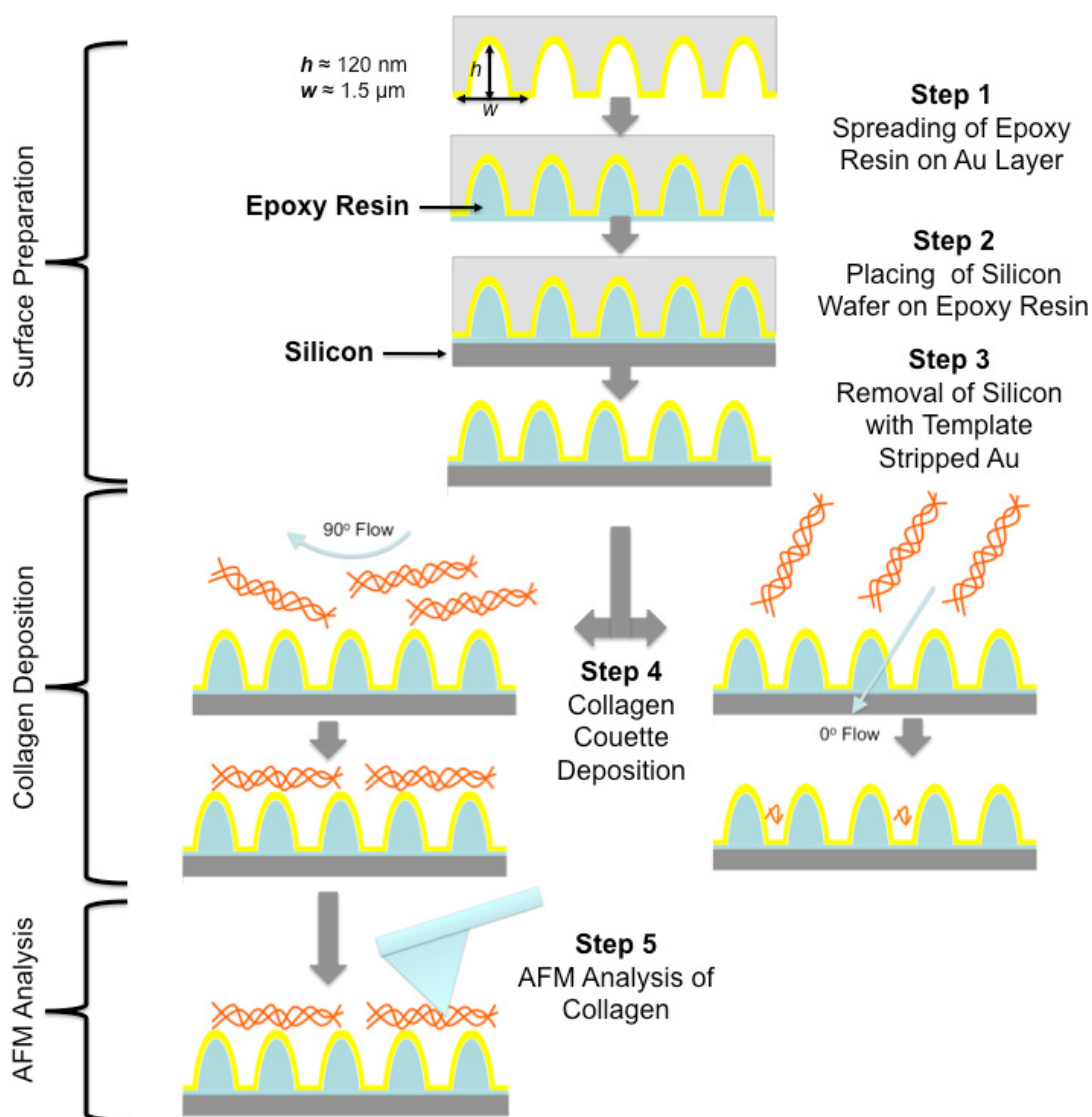 Surface Preparation
h ≈ 120 nm
w ≈ 1.5 µm
h
w
Step 1
Spreading of Epoxy
Resin on Au Layer
Epoxy Resin
Step 2
Placing of Silicon
Wafer on Epoxy Resin
Silicon
Step 3
Removal of Silicon
with Template
Stripped Au
Collagen Deposition
90° Flow
Step 4
Collagen
Couette
Deposition
0° Flow
AFM Analysis
Step 5
AFM Analysis of
Collagen